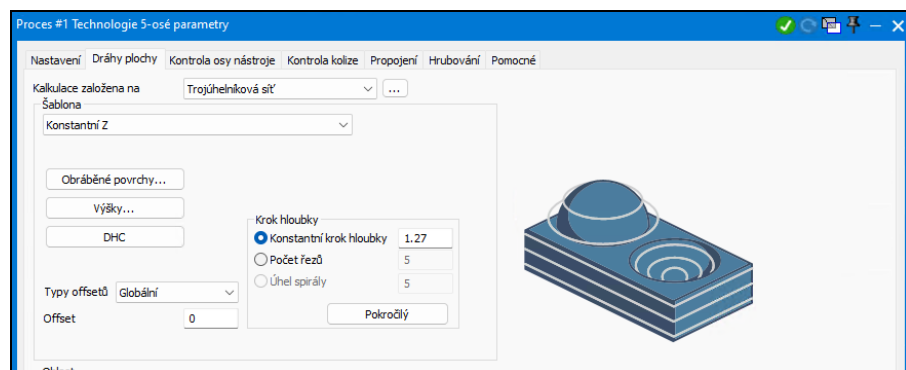 Proces #1 Technologie 5-osé parametry
Nastavení Dráhy plochy Kontrola osy nástroje Kontrola kolize Propojení Hrubování Pomocné
Kalkulace založena na Trojúhelníková síť ...
Šablona
Konstantní Z
Obráběné povrchy...
Výšky...
DHC
Krok hloubky
Konstantní krok hloubky 1.27
Počet řezů 5
Úhel spirály 5
Pokročilý
Typy offsetů Globální
Offset 0